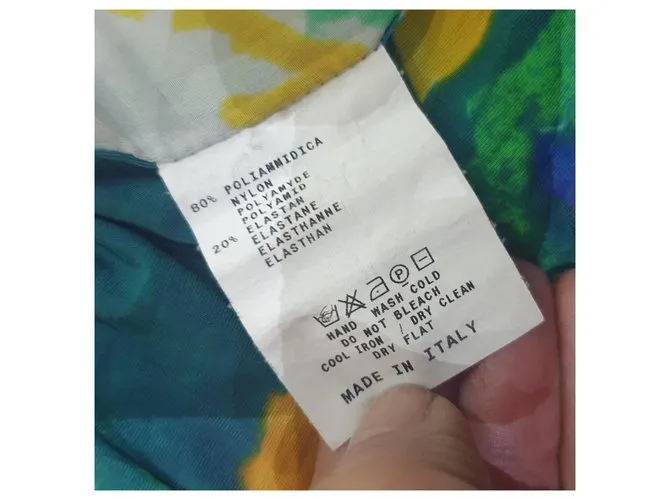 80% POLIAMMIDICA
NYLON
POLYAMYDE
POLYAMID
20% ELASTAN
ELASTANE
ELASTHANNE
ELASTHAN
P
HAND WASH COLD
DO NOT BLEACH
COOL IRON / DRY CLEAN
DRY FLAT
MADE IN ITALY